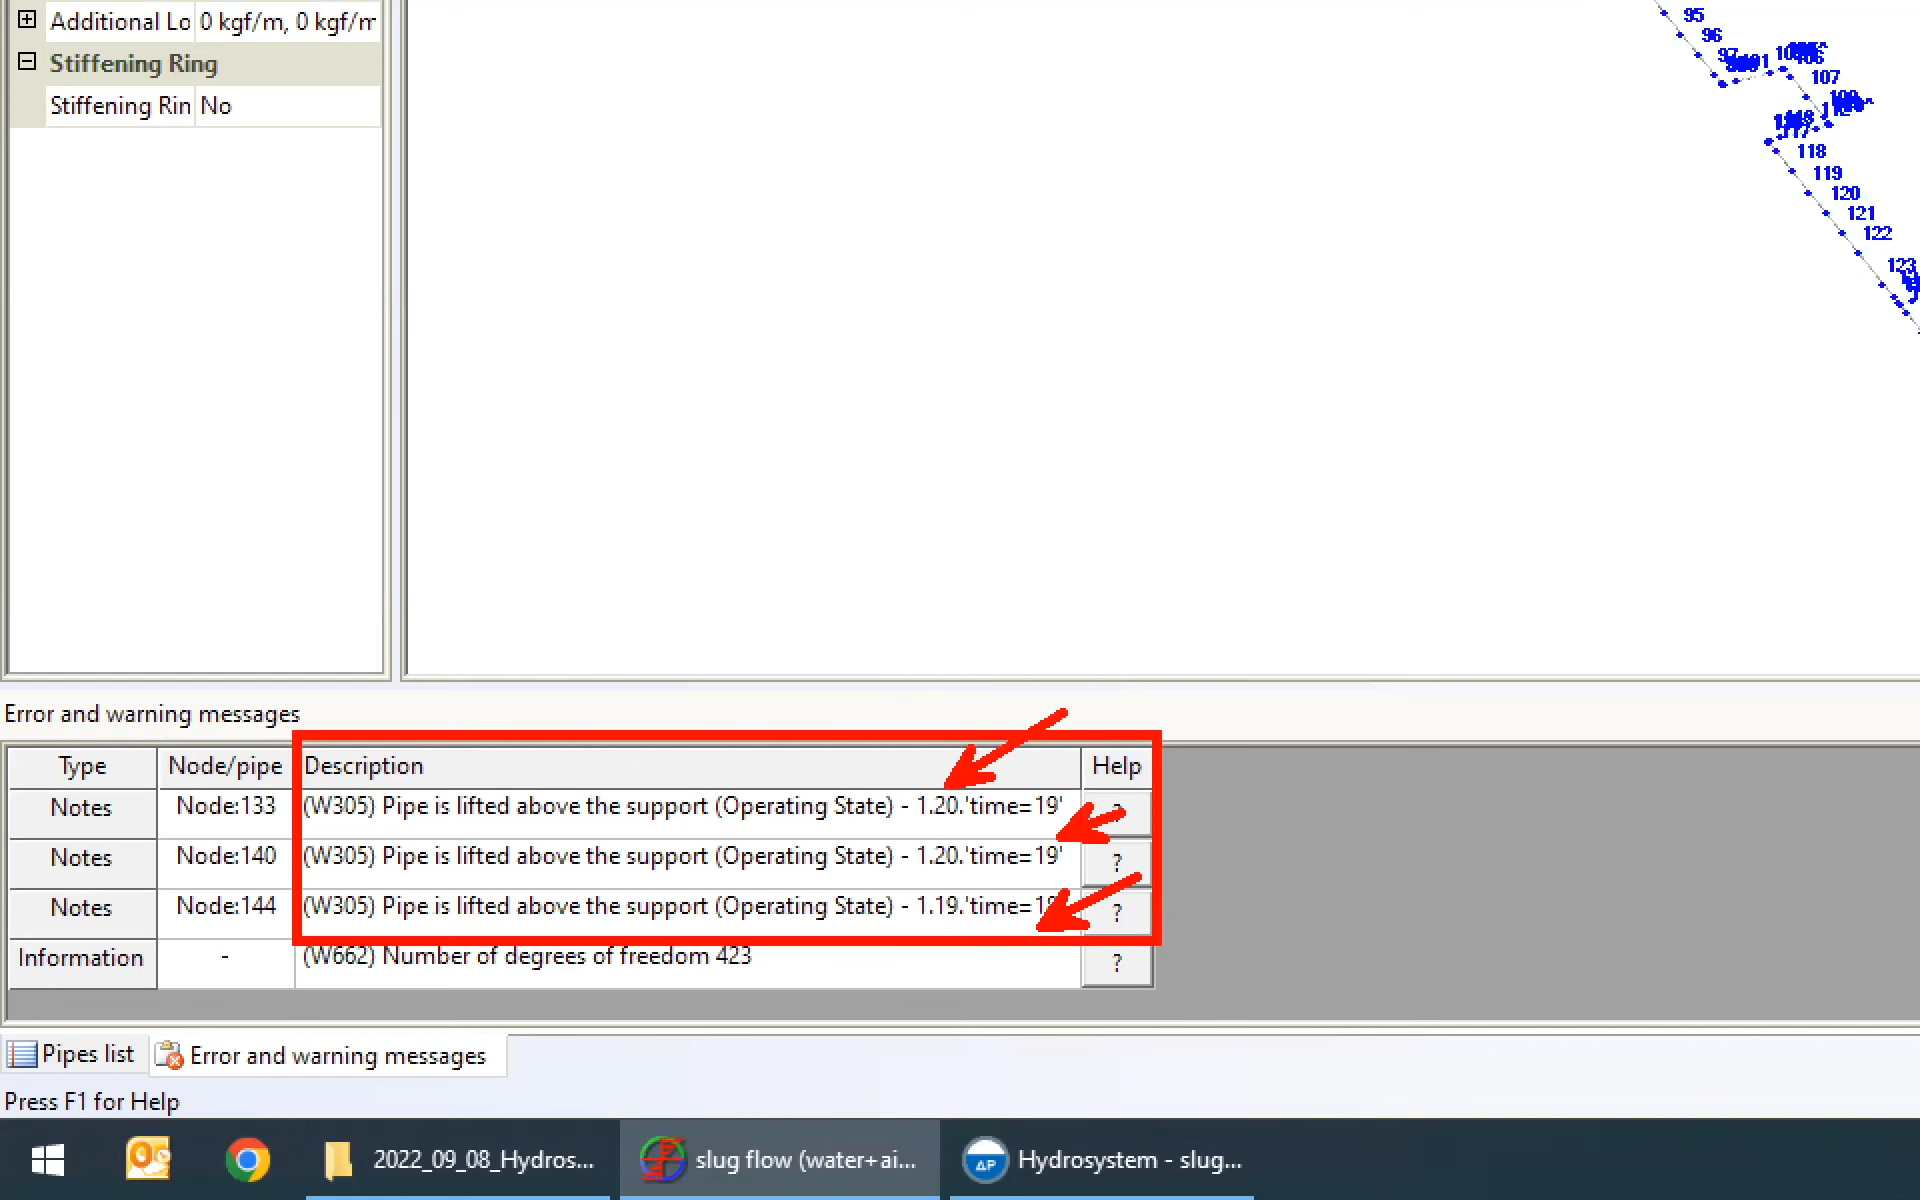 Additional Lo 0 kgf/m, 0 kgf/m
Stiffening Ring
Stiffening Rin No
95
96
97
107
118
119
120
121
122
123
Error and warning messages
Type Node/pipe Description Help
Notes Node:133 (W305) Pipe is lifted above the support (Operating State) - 1.20.'time=19'
Notes Node:140 (W305) Pipe is lifted above the support (Operating State) - 1.20.'time=19' ?
Notes Node:144 (W305) Pipe is lifted above the support (Operating State) - 1.19.'time= ?
Information - (W662) Number of degrees of freedom 423 ?
Pipes list Error and warning messages
Press F1 for Help
2022_09_08_Hydros... slug flow (water+ai... ΔP Hydrosystem - slug...